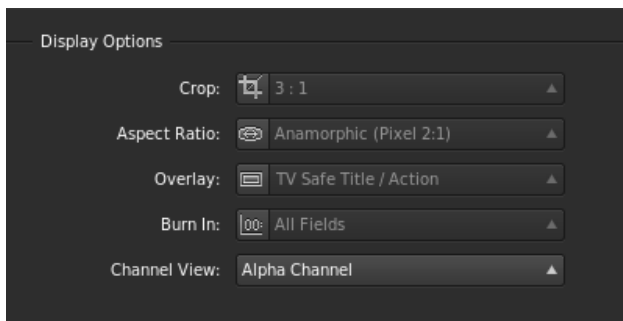 Display Options
Crop: 3 : 1
Aspect Ratio: Anamorphic (Pixel 2:1)
Overlay: TV Safe Title / Action
Burn In: 00: All Fields
Channel View: Alpha Channel